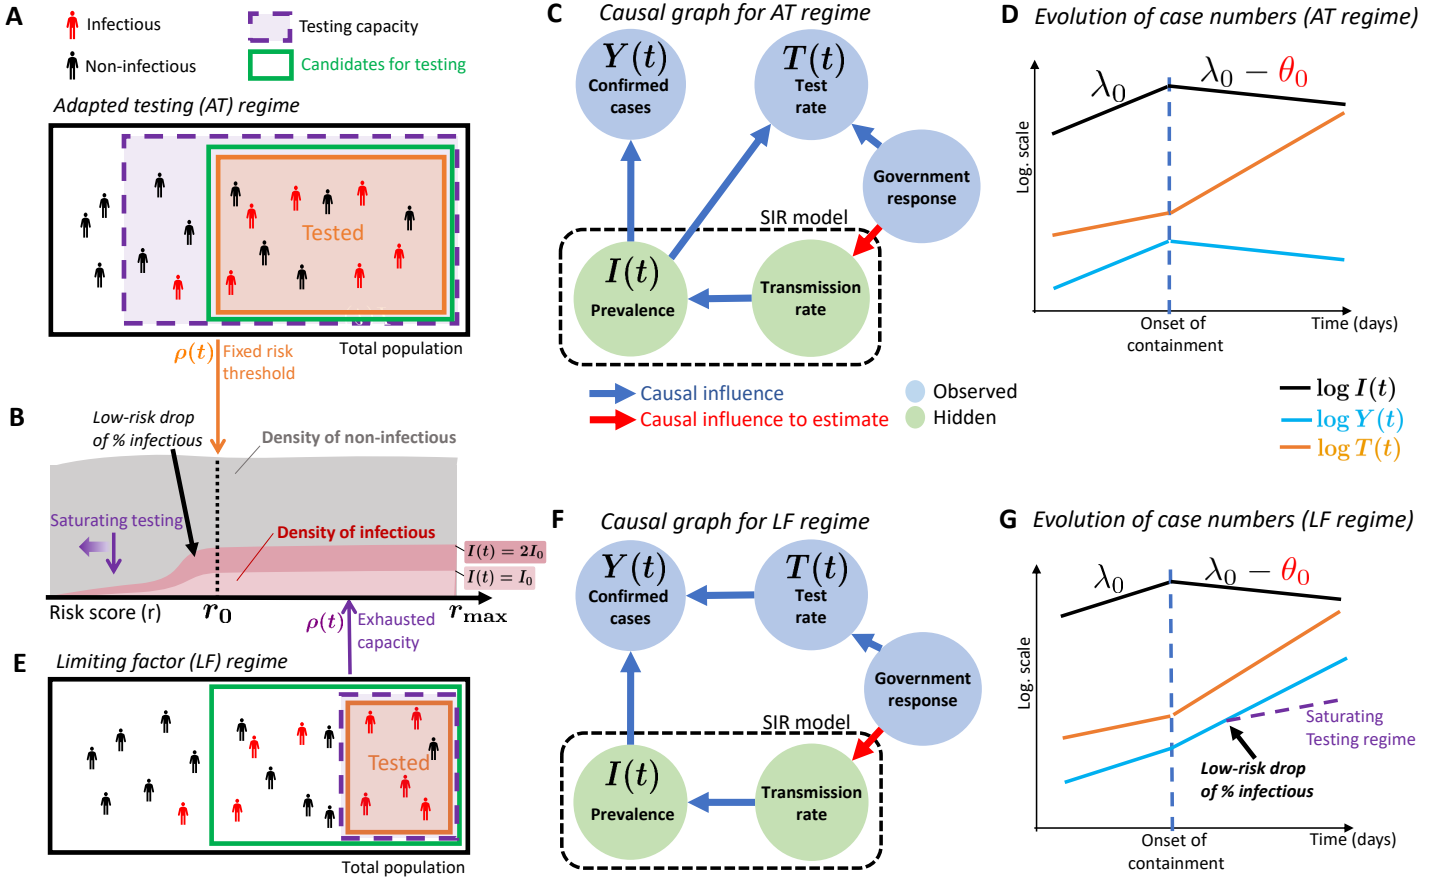 A
Infectious
Non-infectious
Testing capacity
Candidates for testing
Adapted testing (AT) regime
Tested
Total population
ρ(t)
Fixed risk
threshold
B
Low-risk drop
of % infectious
Density of non-infectious
Saturating testing
Density of infectious
I(t) = 2I₀
I(t) = I₀
Risk score (r)
r₀
r_max
ρ(t)
Exhausted
capacity
E
Limiting factor (LF) regime
Tested
Total population
C
Causal graph for AT regime
Y(t)
Confirmed
cases
T(t)
Test
rate
Government
response
SIR model
I(t)
Prevalence
Transmission
rate
Causal influence
Causal influence to estimate
Observed
Hidden
D
Evolution of case numbers (AT regime)
Log. scale
λ₀
λ₀ − θ₀
Onset of
containment
Time (days)
log I(t)
log Y(t)
log T(t)
F
Causal graph for LF regime
Y(t)
Confirmed
cases
T(t)
Test
rate
Government
response
SIR model
I(t)
Prevalence
Transmission
rate
G
Evolution of case numbers (LF regime)
Log. scale
λ₀
λ₀ − θ₀
Saturating
Testing regime
Low-risk drop
of % infectious
Onset of
containment
Time (days)